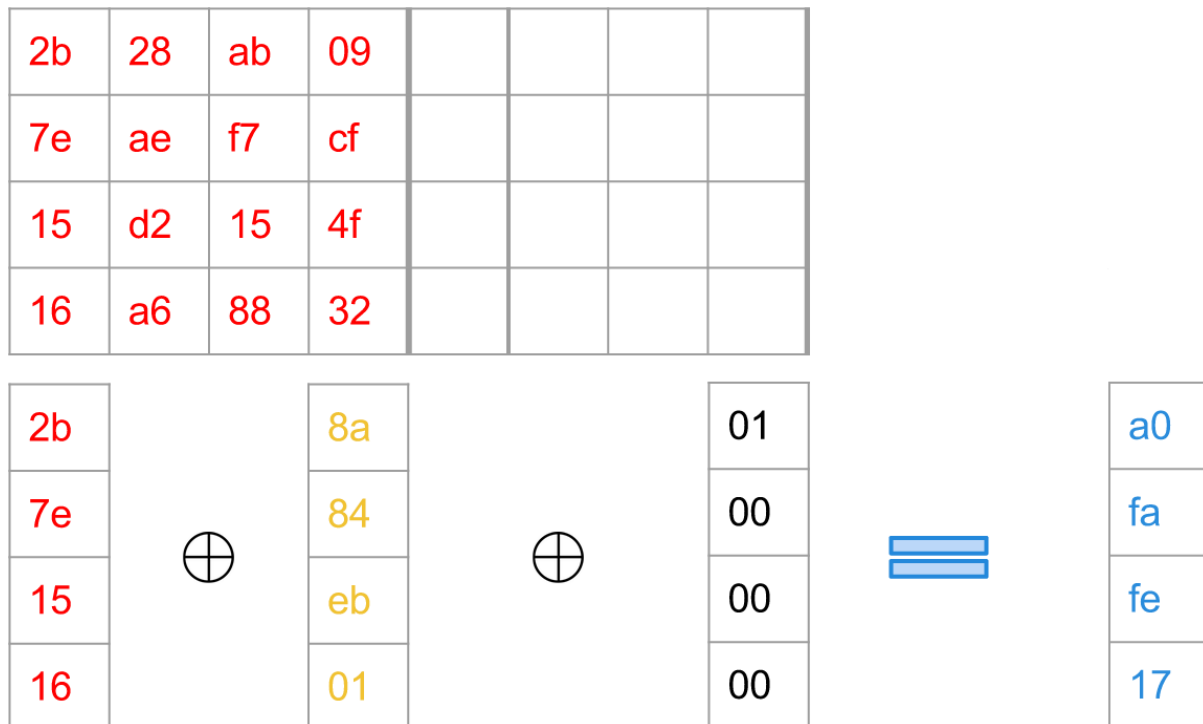 2b 28 ab 09
7e ae f7 cf
15 d2 15 4f
16 a6 88 32
2b 8a 01 a0
7e 84 00 fa
15 eb 00 fe
16 01 00 17